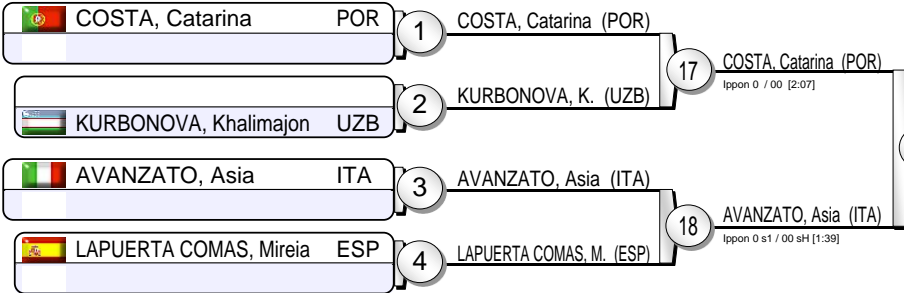 COSTA, Catarina POR
1
COSTA, Catarina (POR)
17
COSTA, Catarina (POR)
Ippon 0 / 00 [2:07]
2
KURBONOVA, K. (UZB)
KURBONOVA, Khalimajon UZB
AVANZATO, Asia ITA
3
AVANZATO, Asia (ITA)
18
AVANZATO, Asia (ITA)
Ippon 0 s1 / 00 sH [1:39]
LAPUERTA COMAS, Mireia ESP
4
LAPUERTA COMAS, M. (ESP)